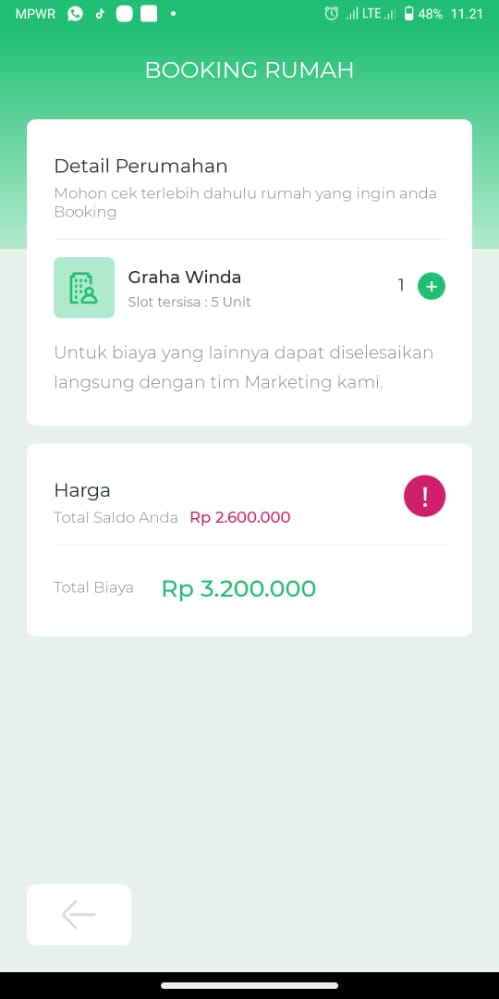 MPWR LTE 48% 11.21
BOOKING RUMAH
Detail Perumahan
Mohon cek terlebih dahulu rumah yang ingin anda
Booking
Graha Winda 1 +
Slot tersisa : 5 Unit
Untuk biaya yang lainnya dapat diselesaikan
langsung dengan tim Marketing kami.
Harga !
Total Saldo Anda Rp 2.600.000
Total Biaya Rp 3.200.000